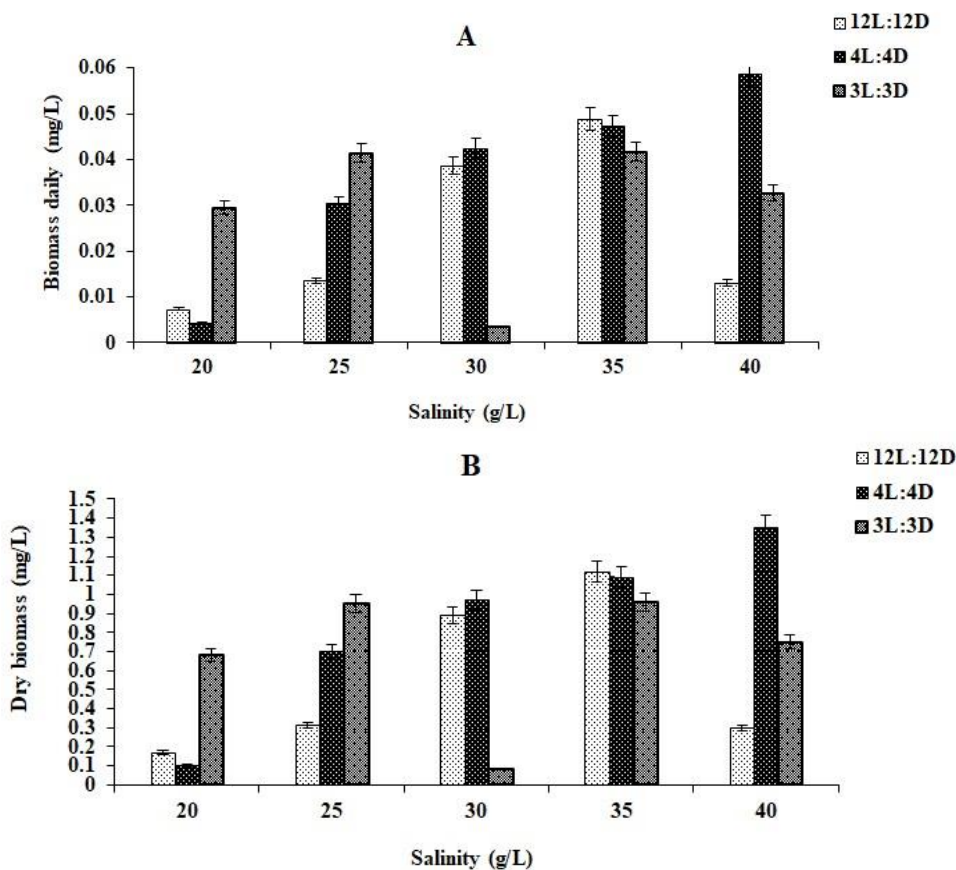 A
12L:12D
4L:4D
3L:3D
Biomass daily (mg/L)
0.06
0.05
0.04
0.03
0.02
0.01
0
20 25 30 35 40
Salinity (g/L)
B
12L:12D
4L:4D
3L:3D
Dry biomass (mg/L)
1.5
1.4
1.3
1.2
1.1
1
0.9
0.8
0.7
0.6
0.5
0.4
0.3
0.2
0.1
0
20 25 30 35 40
Salinity (g/L)